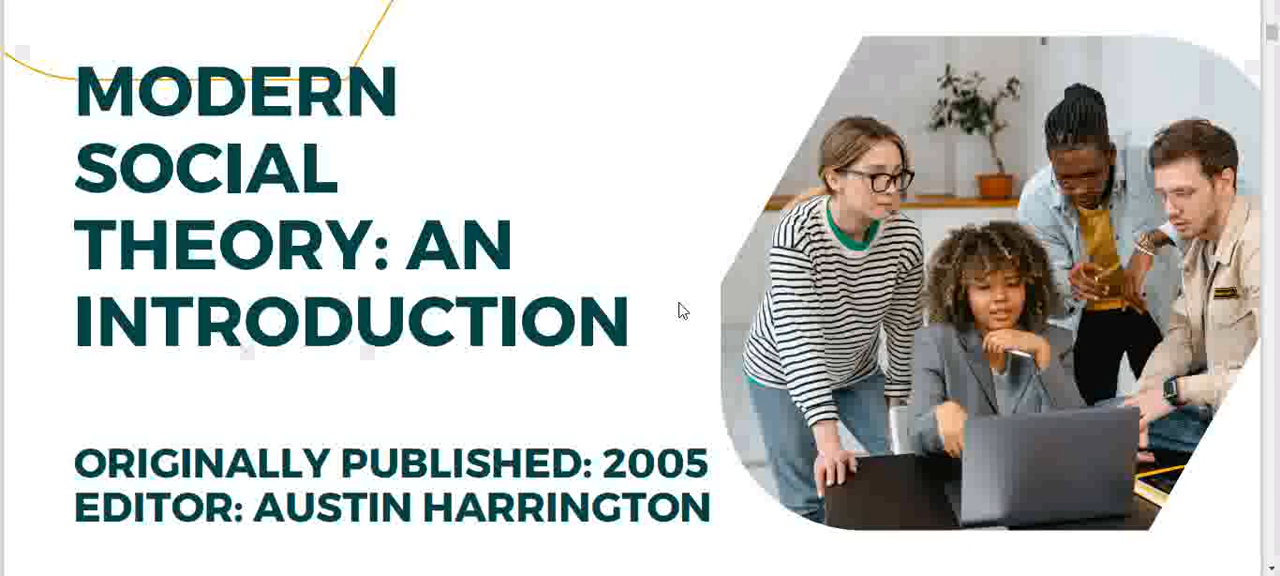 MODERN
SOCIAL
THEORY: AN
INTRODUCTION
ORIGINALLY PUBLISHED: 2005
EDITOR: AUSTIN HARRINGTON